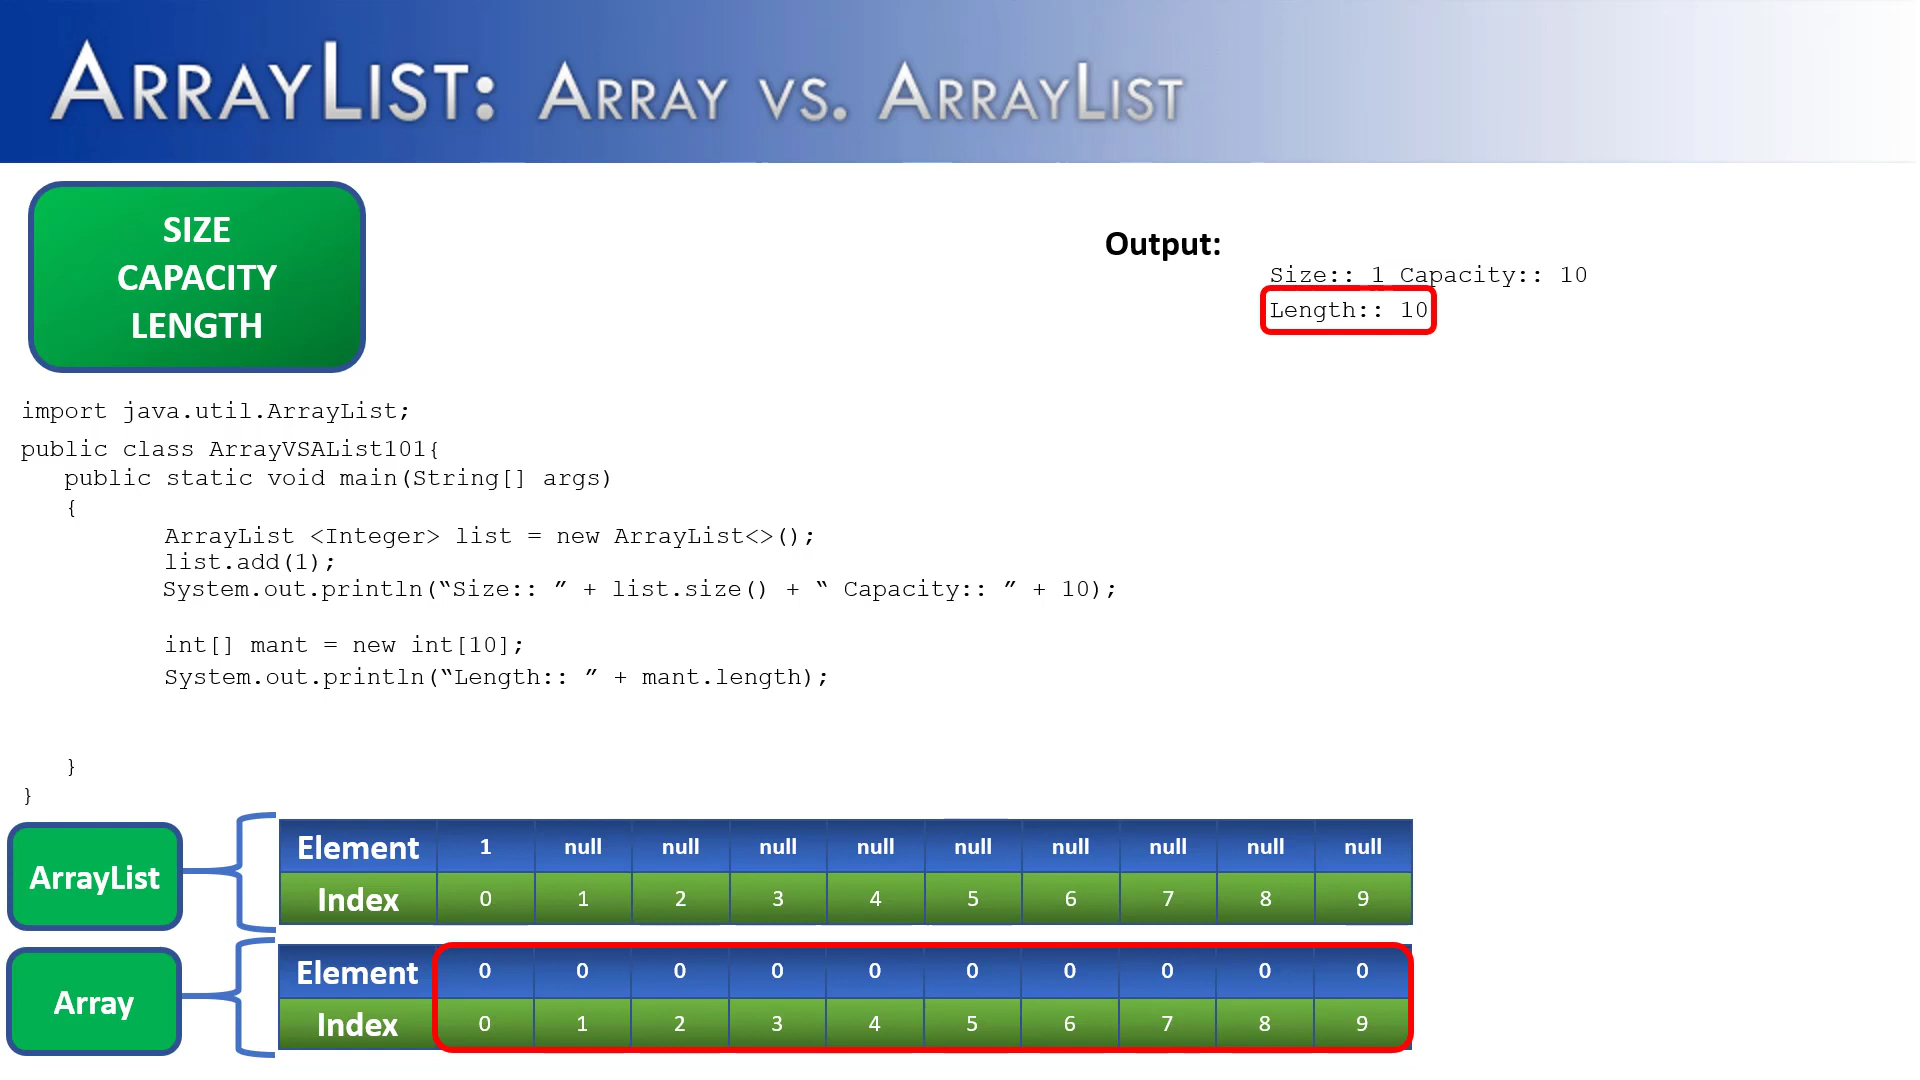 ARRAYLIST: ARRAY VS. ARRAYLIST
SIZE
CAPACITY
LENGTH
Output:
Size:: 1 Capacity:: 10
Length:: 10
import java.util.ArrayList;
public class ArrayVSAList101{
public static void main(String[] args)
{
ArrayList <Integer> list = new ArrayList<>();
list.add(1);
System.out.println(“Size:: ” + list.size() + “ Capacity:: ” + 10);
int[] mant = new int[10];
System.out.println(“Length:: ” + mant.length);
}
}
ArrayList
Element 1 null null null null null null null null null
Index 0 1 2 3 4 5 6 7 8 9
Array
Element 0 0 0 0 0 0 0 0 0 0
Index 0 1 2 3 4 5 6 7 8 9